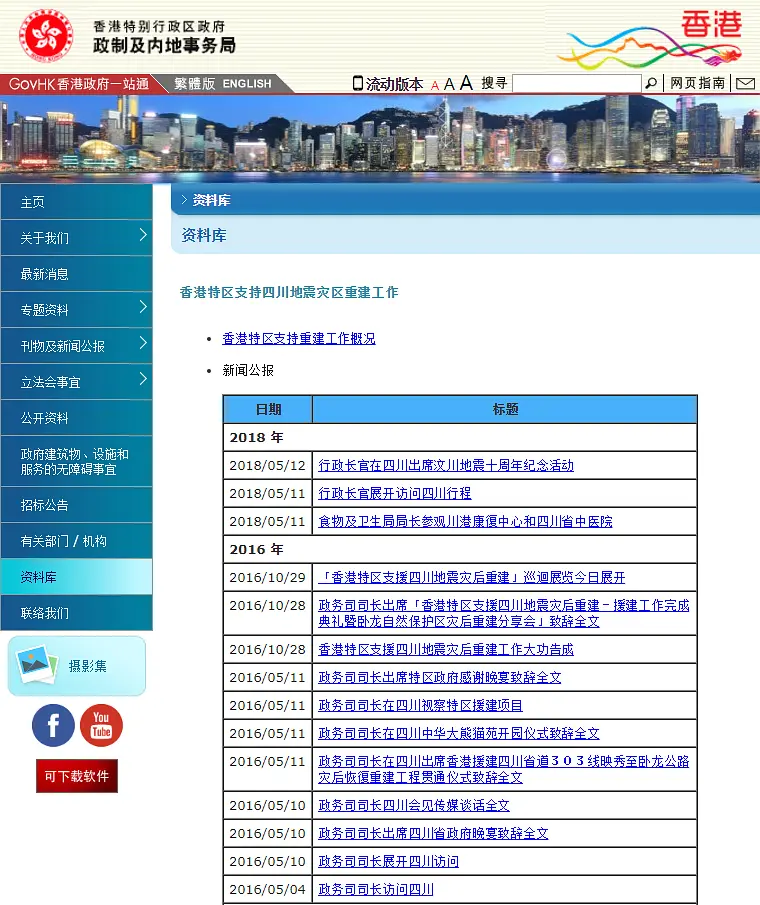 香港特别行政区政府
政制及内地事务局
香港
GOVHK香港政府一站通
繁體版 ENGLISH
流动版本 A A A 搜寻
网页指南
主页
关于我们
最新消息
专题资料
刊物及新闻公报
立法会事宜
公开资料
政府建筑物、设施和
服务的无障碍事宜
招标公告
有关部门 / 机构
资料库
联络我们
摄影集
You
Tube
可下载软件
资料库
资料库
香港特区支持四川地震灾区重建工作
香港特区支持重建工作概况
新闻公报
日期 标题
2018 年
2018/05/12 行政长官在四川出席汶川地震十周年纪念活动
2018/05/11 行政长官展开访问四川行程
2018/05/11 食物及卫生局局长参观川港康復中心和四川省中医院
2016 年
2016/10/29 「香港特区支援四川地震灾后重建」巡迴展览今日展开
2016/10/28 政务司司长出席「香港特区支援四川地震灾后重建－援建工作完成
典礼暨卧龙自然保护区灾后重建分享会」致辞全文
2016/10/28 香港特区支援四川地震灾后重建工作大功告成
2016/05/11 政务司司长出席特区政府感谢晚宴致辞全文
2016/05/11 政务司司长在四川视察特区援建项目
2016/05/11 政务司司长在四川中华大熊猫苑开园仪式致辞全文
2016/05/11 政务司司长在四川出席香港援建四川省道３０３线映秀至卧龙公路
灾后恢復重建工程贯通仪式致辞全文
2016/05/10 政务司司长四川会见传媒谈话全文
2016/05/10 政务司司长出席四川省政府晚宴致辞全文
2016/05/10 政务司司长展开四川访问
2016/05/04 政务司司长访问四川